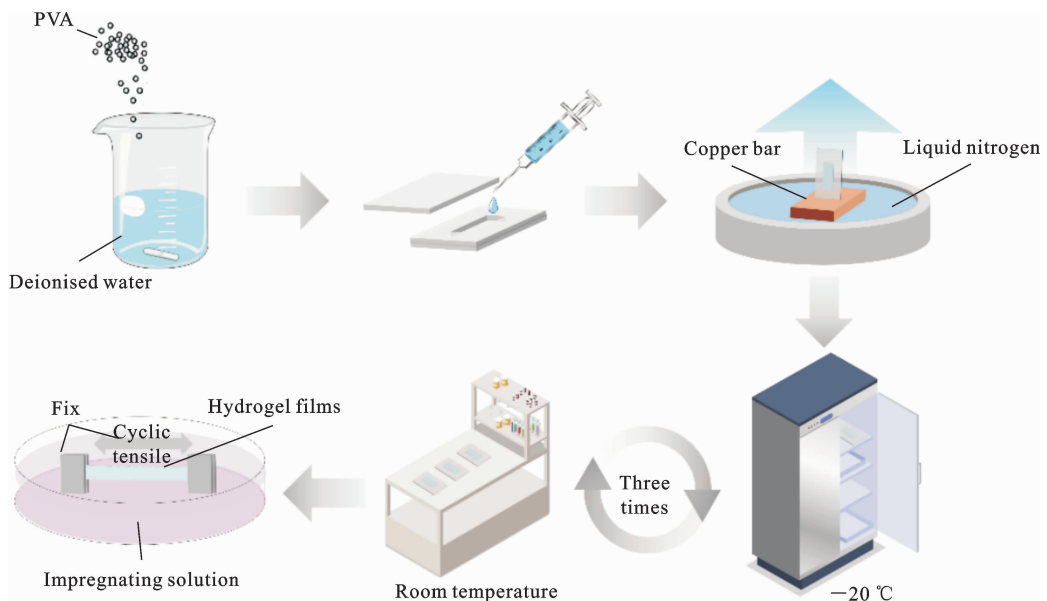 PVA
Deionised water
Copper bar
Liquid nitrogen
Fix
Cyclic
tensile
Hydrogel films
Impregnating solution
Room temperature
Three
times
—20 ℃